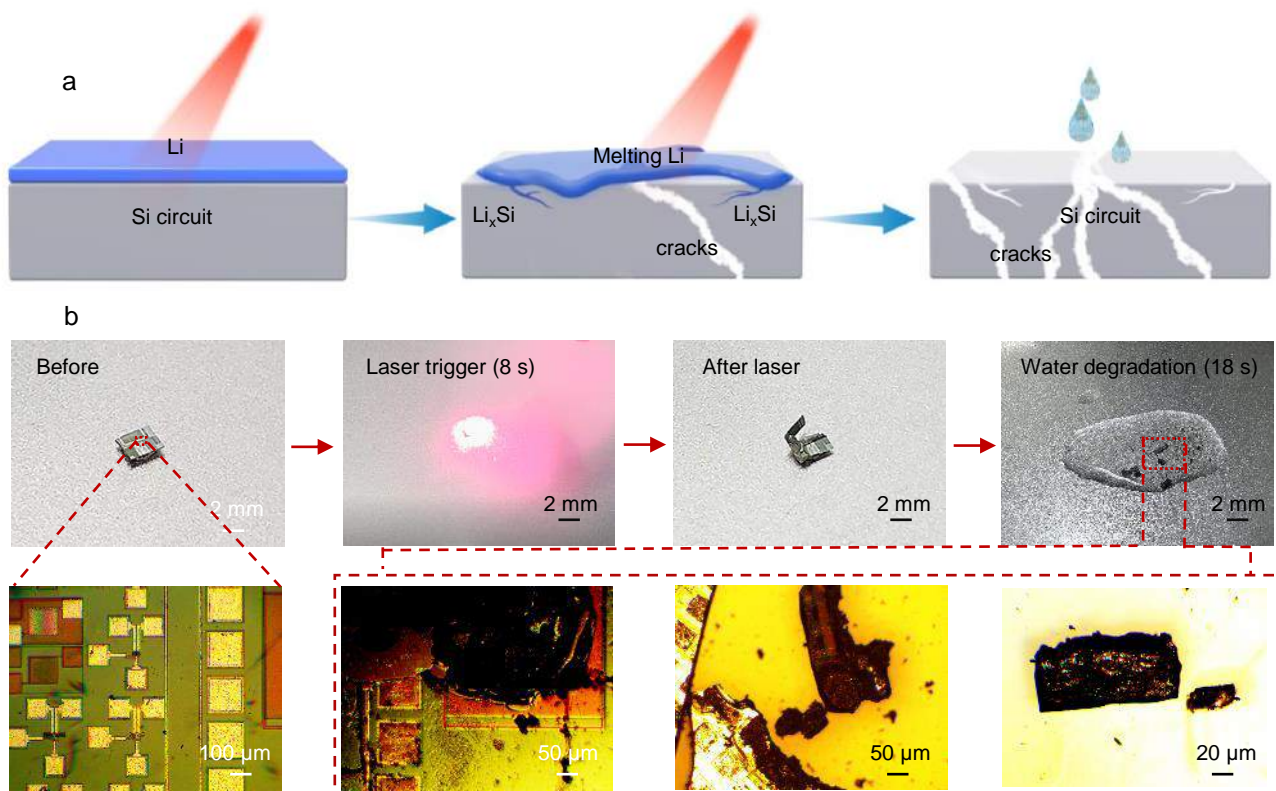 a
Li
Si circuit
Melting Li
LiₓSi
LiₓSi
cracks
Si circuit
cracks
b
Before
2 mm
Laser trigger (8 s)
2 mm
After laser
2 mm
Water degradation (18 s)
2 mm
100 µm
50 µm
50 µm
20 µm